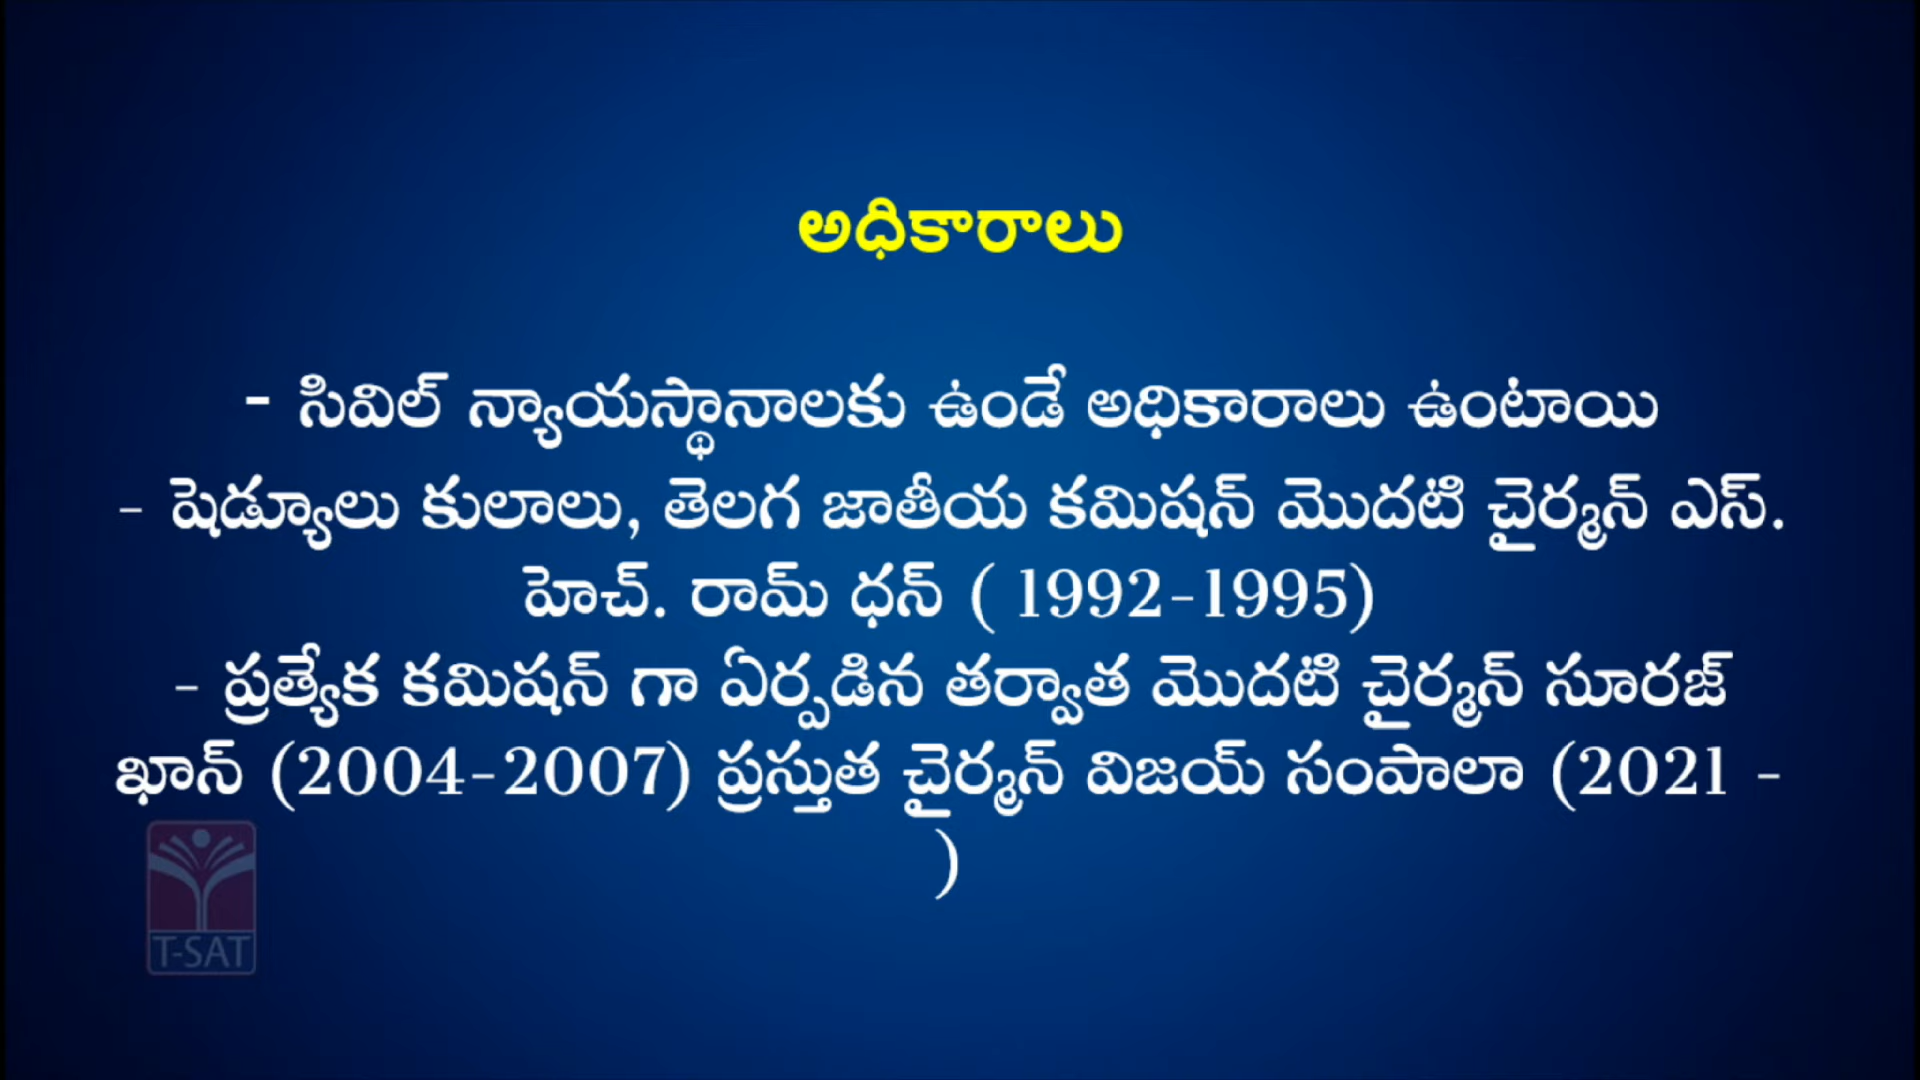 అధికారాలు
- సివిల్ న్యాయస్థానాలకు ఉండే అధికారాలు ఉంటాయి
- షెడ్యూలు కులాలు, తెలగ జాతీయ కమిషన్ మొదటి చైర్మన్ ఎస్.
హెచ్. రామ్ ధన్ ( 1992-1995)
- ప్రత్యేక కమిషన్ గా ఏర్పడిన తర్వాత మొదటి చైర్మన్ సూరజ్
ఖాన్ (2004-2007) ప్రస్తుత చైర్మన్ విజయ్ సంపాలా (2021 -
)
T-SAT